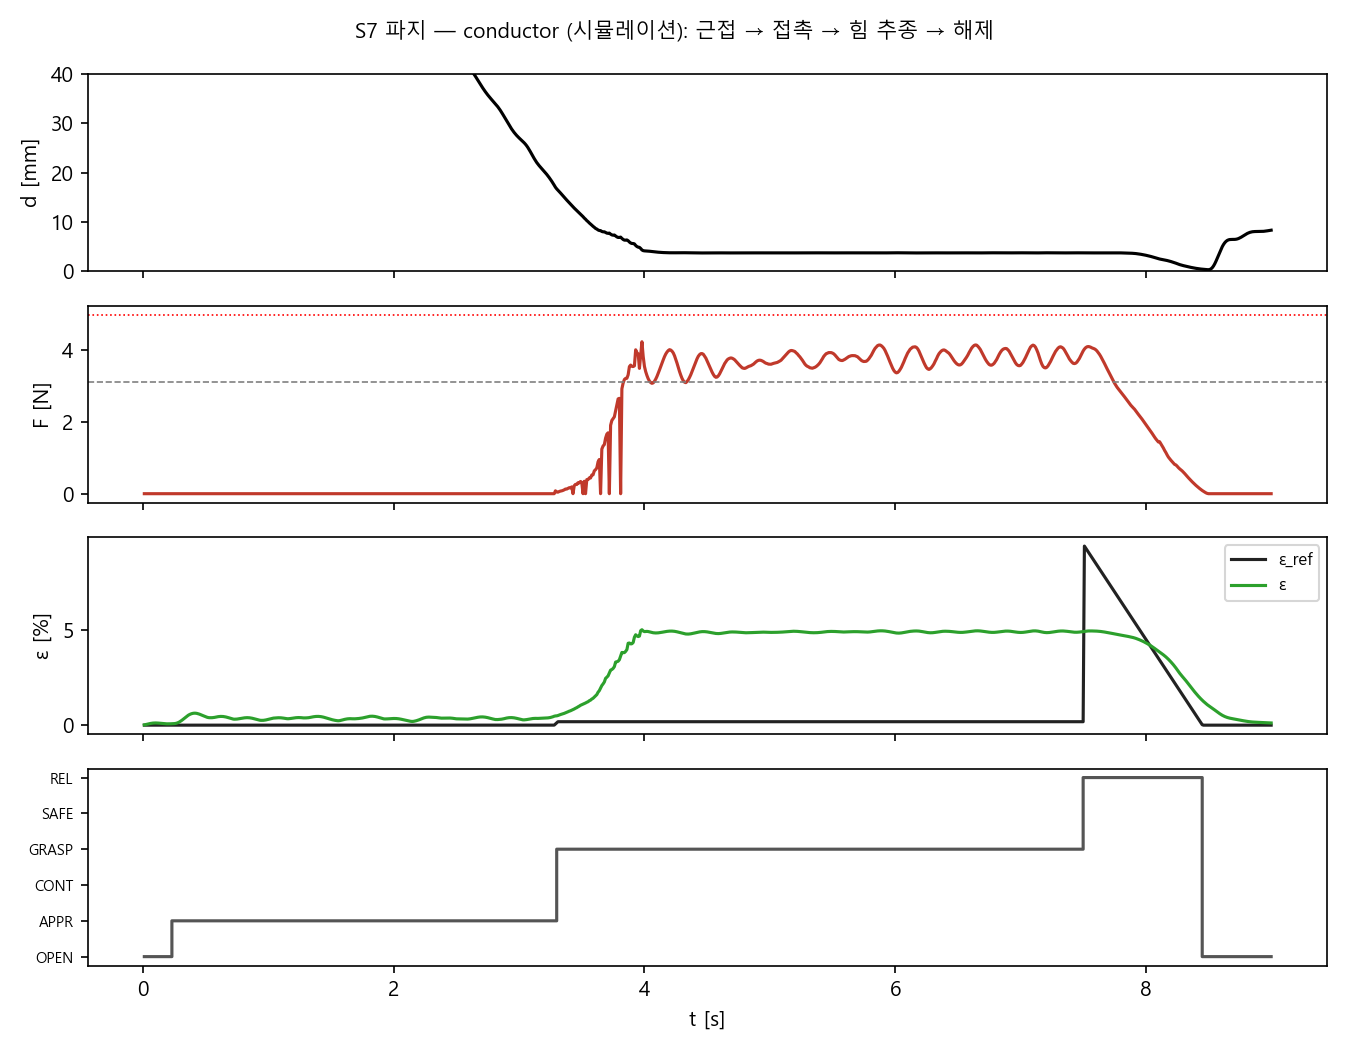 S7 파지 — conductor (시뮬레이션): 근접 → 접촉 → 힘 추종 → 해제
40
30
20
10
0
d [mm]
4
2
0
F [N]
5
0
ε [%]
ε_ref
ε
REL
SAFE
GRASP
CONT
APPR
OPEN
0 2 4 6 8
t [s]